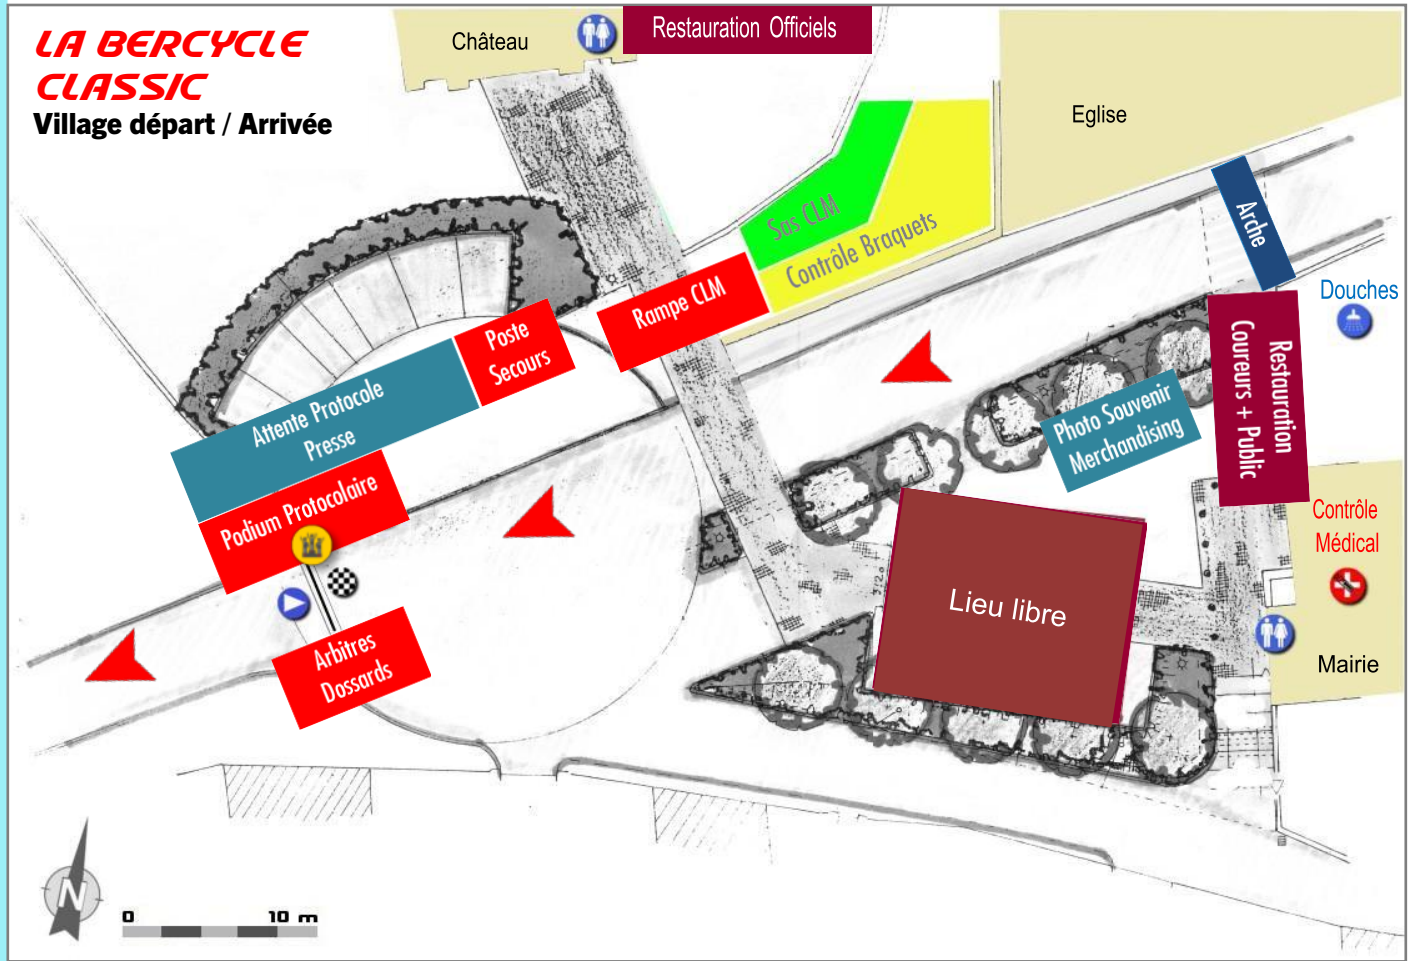 LA BERCYCLE
CLASSIC
Village départ / Arrivée
Château
Restauration Officiels
Eglise
Arche
Sas CLM
Contrôle Braquets
Rampe CLM
Douches
Poste
Secours
Attente Protocole
Presse
Podium Protocolaire
Photo Souvenir
Merchandising
Restauration
Coureurs + Public
Contrôle
Médical
Lieu libre
Arbitres
Dossards
Mairie
N
0 10 m